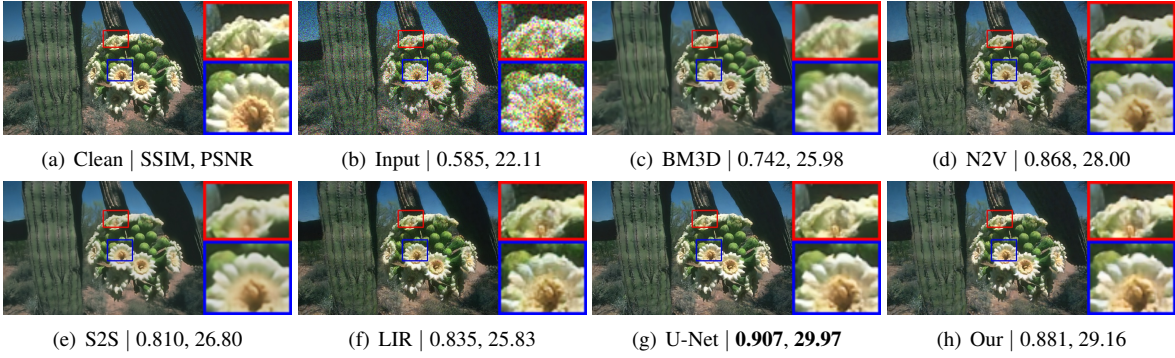 (a) Clean | SSIM, PSNR
(b) Input | 0.585, 22.11
(c) BM3D | 0.742, 25.98
(d) N2V | 0.868, 28.00
(e) S2S | 0.810, 26.80
(f) LIR | 0.835, 25.83
(g) U-Net | 0.907, 29.97
(h) Our | 0.881, 29.16